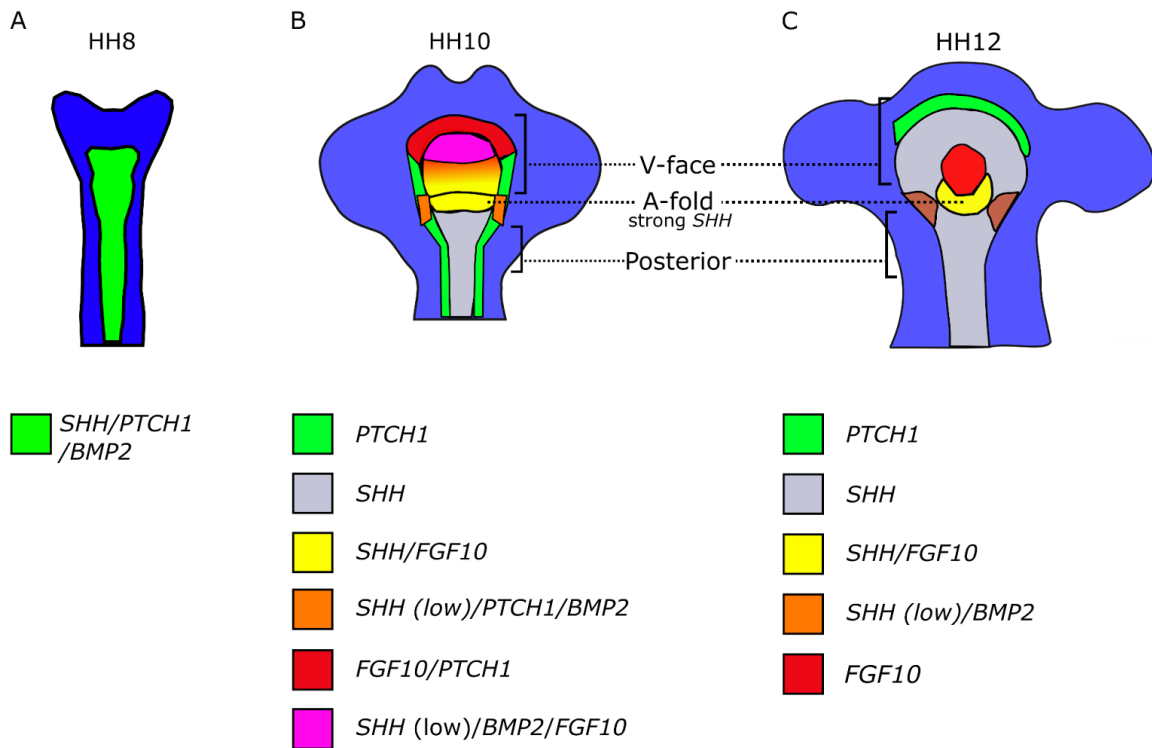 A
HH8
B
HH10
C
HH12
V-face
A-fold
strong SHH
Posterior
SHH/PTCH1
/BMP2
PTCH1
SHH
SHH/FGF10
SHH (low)/PTCH1/BMP2
FGF10/PTCH1
SHH (low)/BMP2/FGF10
PTCH1
SHH
SHH/FGF10
SHH (low)/BMP2
FGF10